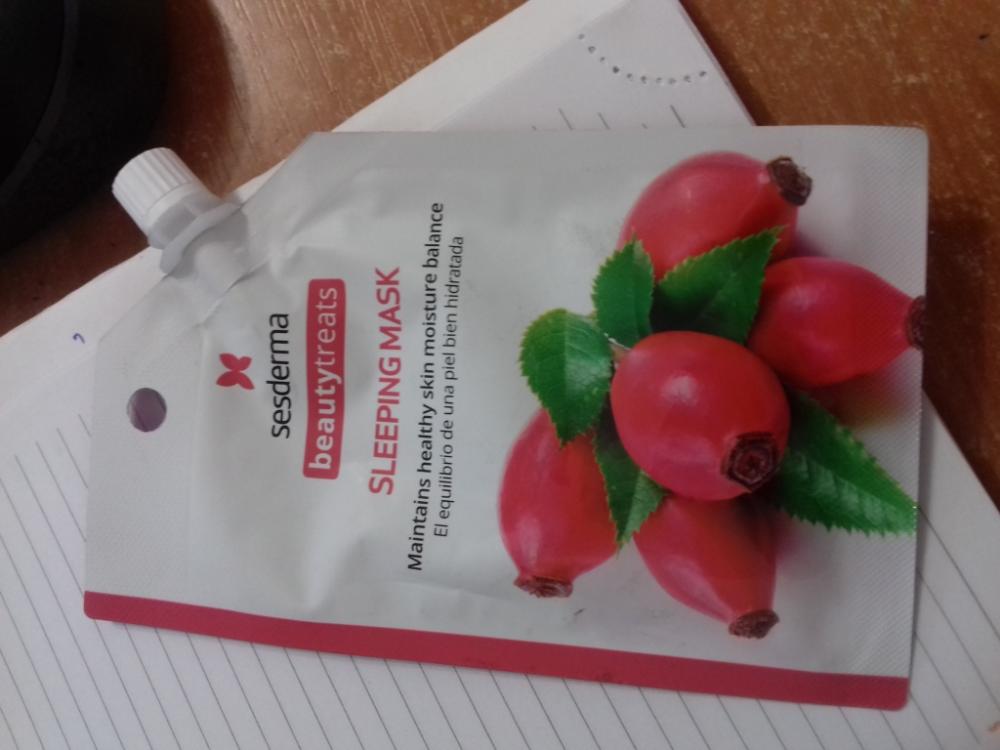 sesderma
beautytreats
SLEEPING MASK
Maintains healthy skin moisture balance
El equilibrio de una piel bien hidratada